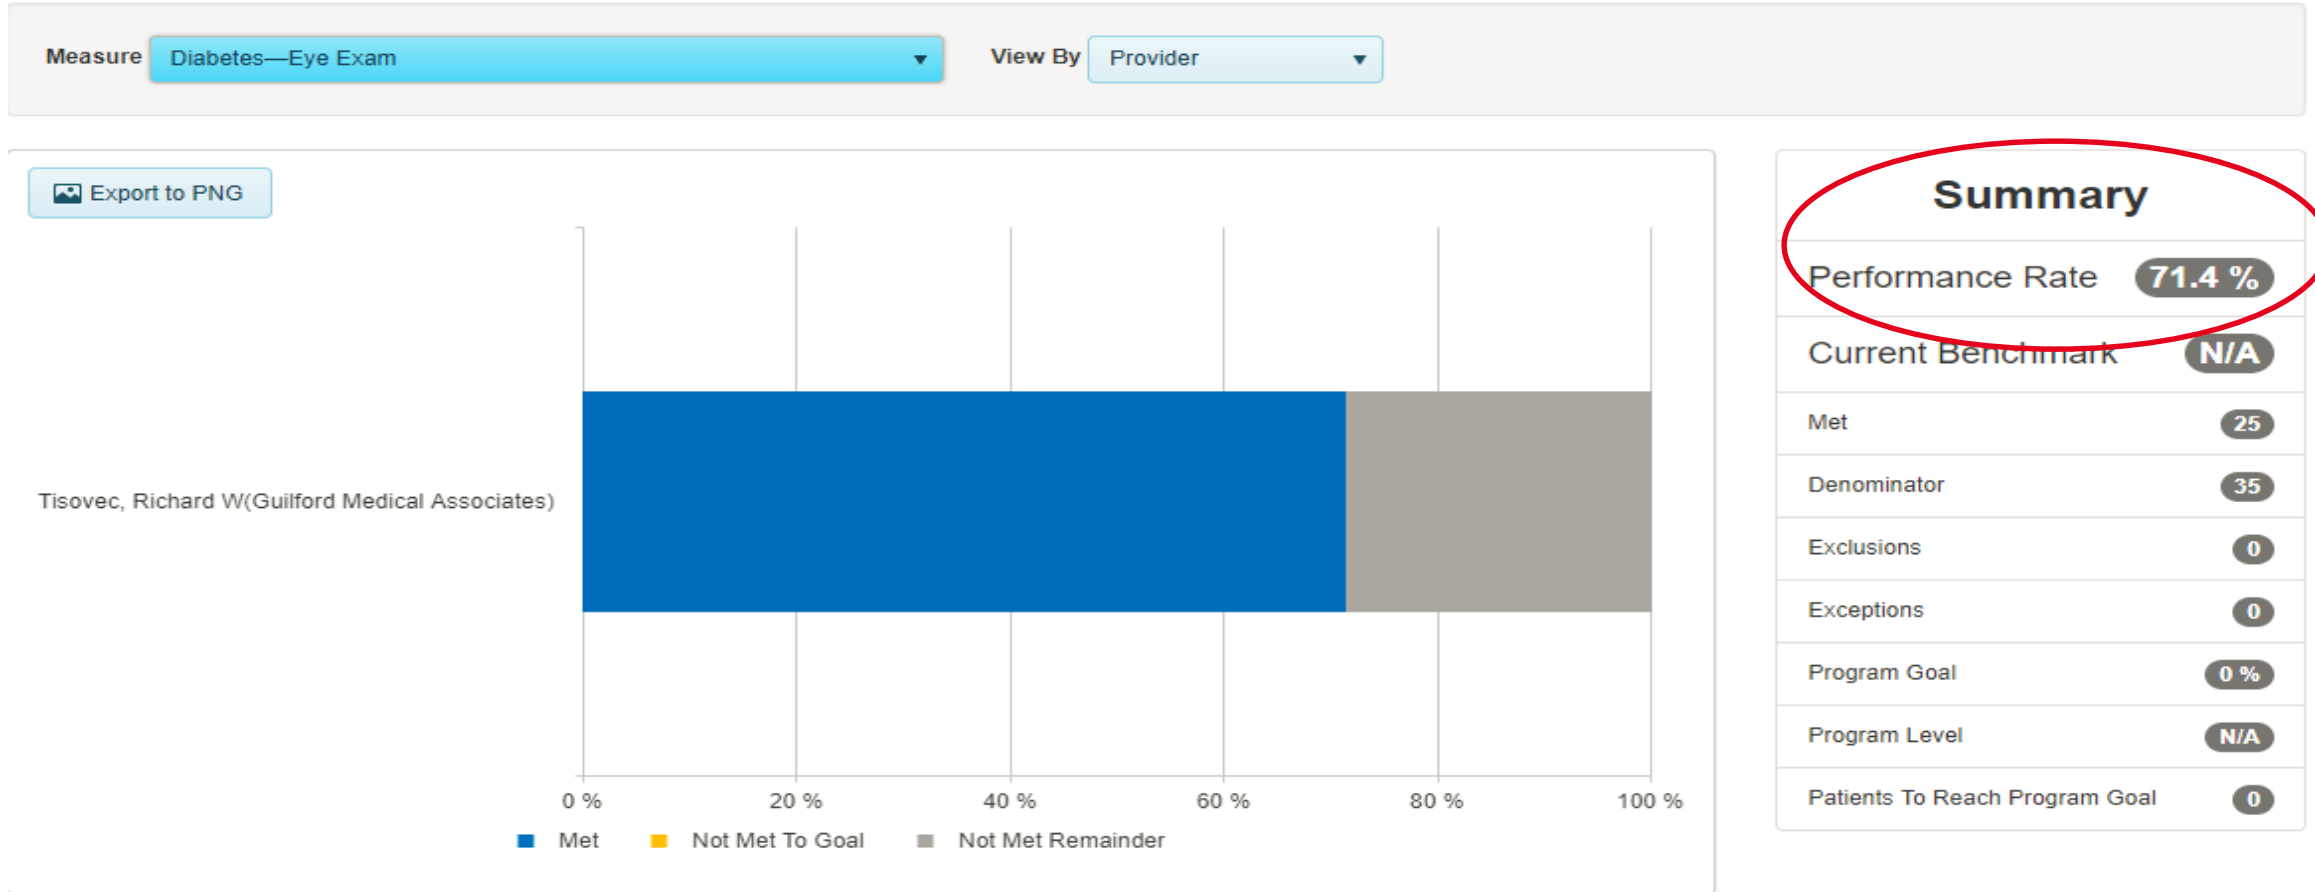 Measure Diabetes—Eye Exam View By Provider
Export to PNG
Tisovec, Richard W(Guilford Medical Associates)
0 % 20 % 40 % 60 % 80 % 100 %
Met Not Met To Goal Not Met Remainder
Summary
Performance Rate 71.4 %
Current Benchmark N/A
Met 25
Denominator 35
Exclusions 0
Exceptions 0
Program Goal 0 %
Program Level N/A
Patients To Reach Program Goal 0